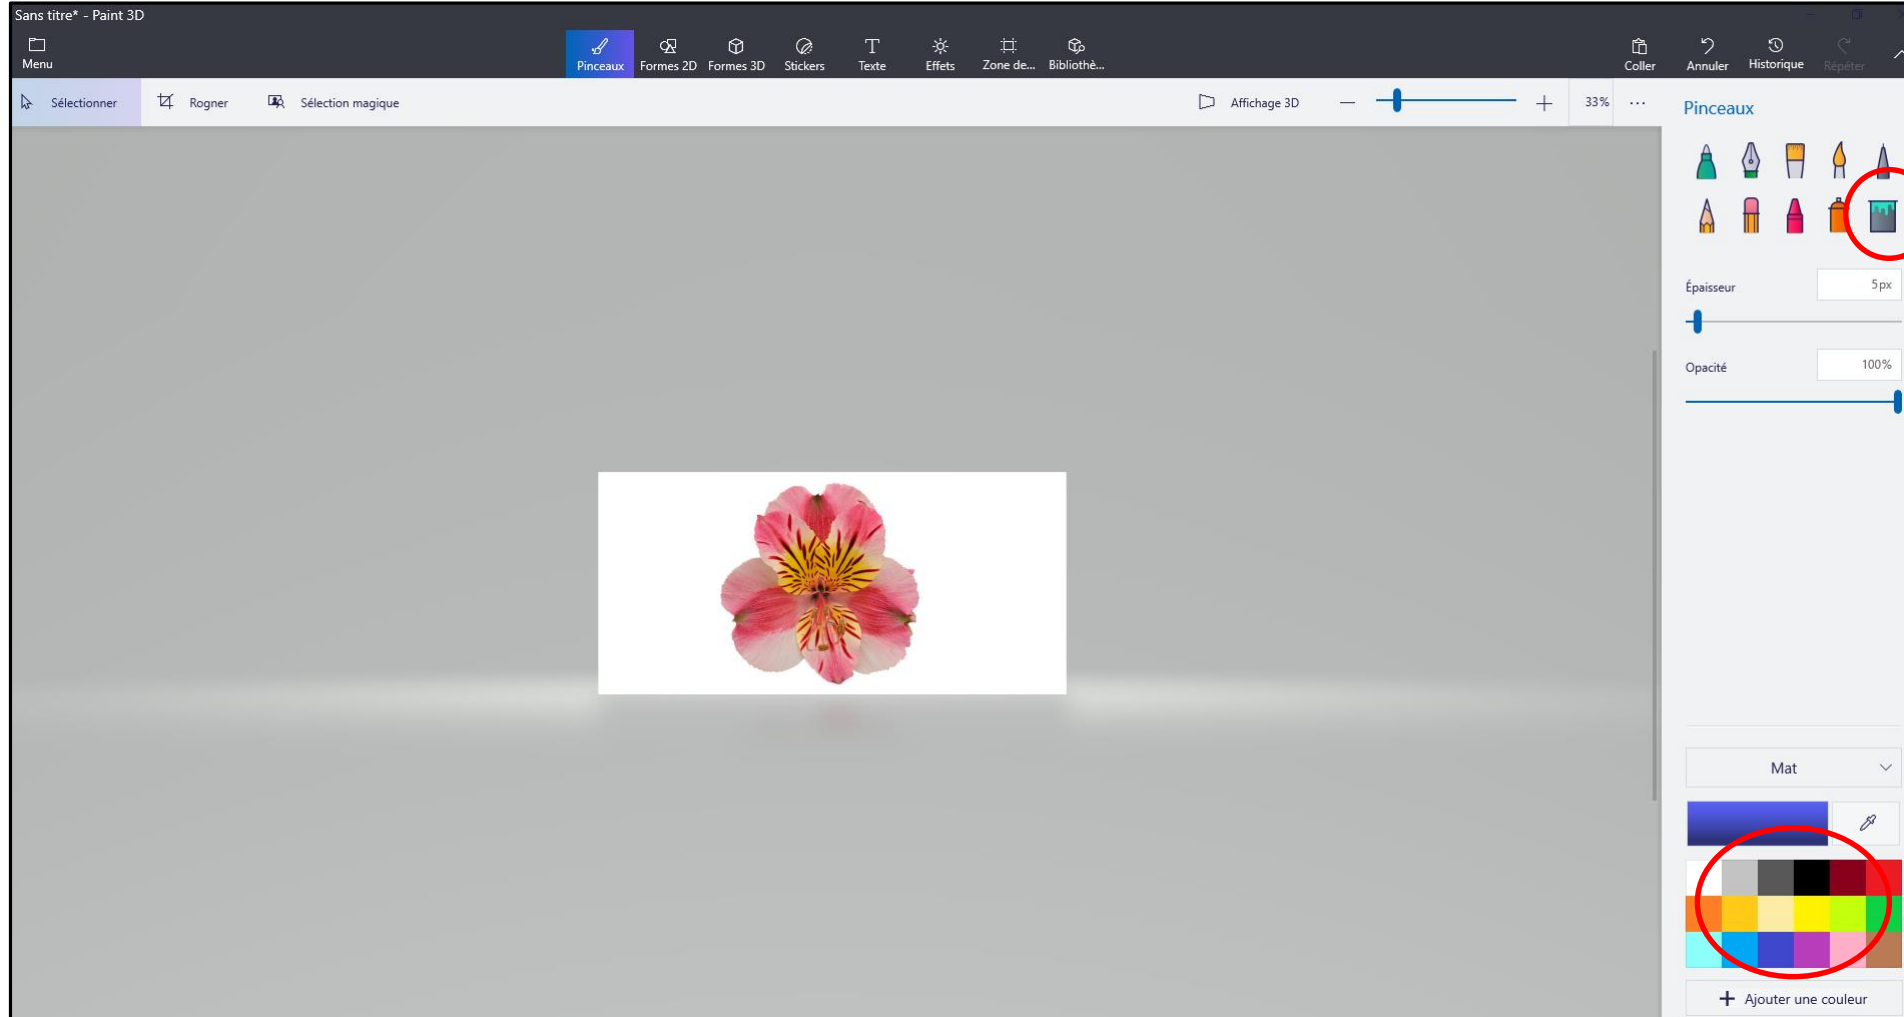 Sans titre* - Paint 3D
Menu
Pinceaux
Formes 2D
Formes 3D
Stickers
Texte
Effets
Zone de...
Bibliothè...
Coller
Annuler
Historique
Répéter
Sélectionner
Rogner
Sélection magique
Affichage 3D
33%
Pinceaux
Épaisseur
5px
Opacité
100%
Mat
Ajouter une couleur